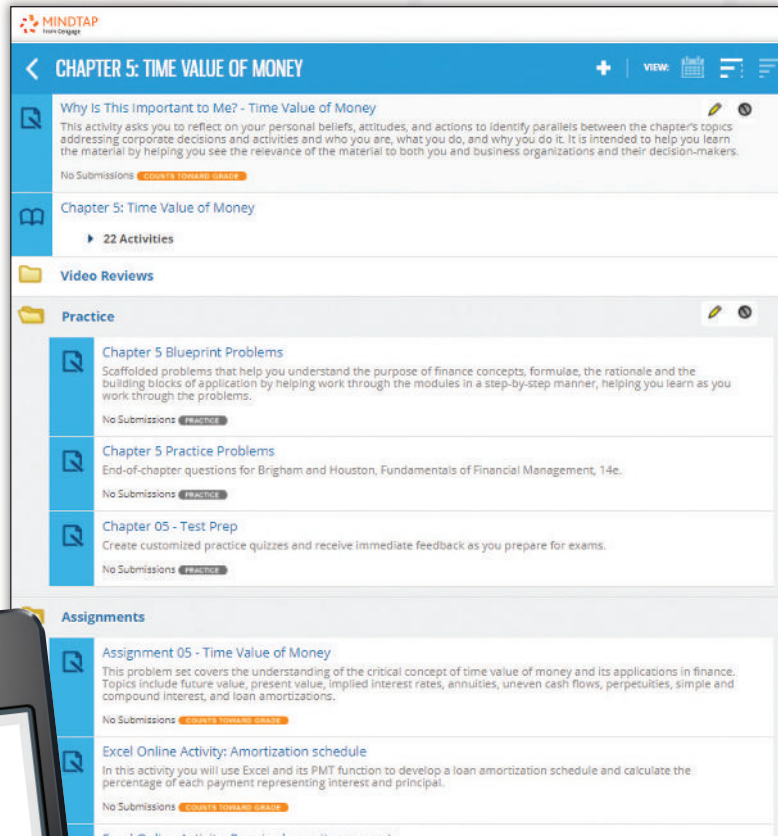 MINDTAP
From Cengage
CHAPTER 5: TIME VALUE OF MONEY
VIEW:
Why Is This Important to Me? - Time Value of Money
This activity asks you to reflect on your personal beliefs, attitudes, and actions to identify parallels between the chapter's topics
addressing corporate decisions and activities and who you are, what you do, and why you do it. It is intended to help you learn
the material by helping you see the relevance of the material to both you and business organizations and their decision-makers.
No Submissions COUNTS TOWARD GRADE
Chapter 5: Time Value of Money
22 Activities
Video Reviews
Practice
Chapter 5 Blueprint Problems
Scaffolded problems that help you understand the purpose of finance concepts, formulae, the rationale and the
building blocks of application by helping work through the modules in a step-by-step manner, helping you learn as you
work through the problems.
No Submissions PRACTICE
Chapter 5 Practice Problems
End-of-chapter questions for Brigham and Houston, Fundamentals of Financial Management, 14e.
No Submissions PRACTICE
Chapter 05 - Test Prep
Create customized practice quizzes and receive immediate feedback as you prepare for exams.
No Submissions PRACTICE
Assignments
Assignment 05 - Time Value of Money
This problem set covers the understanding of the critical concept of time value of money and its applications in finance.
Topics include future value, present value, implied interest rates, annuities, uneven cash flows, perpetuities, simple and
compound interest, and loan amortizations.
No Submissions COUNTS TOWARD GRADE
Excel Online Activity: Amortization schedule
In this activity you will use Excel and its PMT function to develop a loan amortization schedule and calculate the
percentage of each payment representing interest and principal.
No Submissions COUNTS TOWARD GRADE